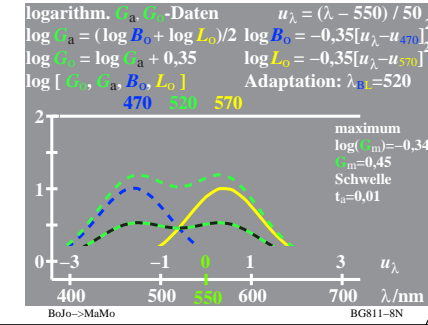 logarithm. Ga, Go-Daten uλ = (λ – 550) / 50
log Ga = (log Bo + log Lo)/2 log Bo = –0,35[uλ–u470]2
log Go = log Ga + 0,35 log Lo = –0,35[uλ–u570]2
log [ Go, Ga, Bo, Lo ] Adaptation: λBL=520
470 520 570
2
maximum
log(Gm)=–0,34
Gm=0,45
Schwelle
ta=0,01
1
0
–3 –1 0 1 3 uλ
400 500 550 600 700 λ/nm
BoJo–>MaMo BG811–8N